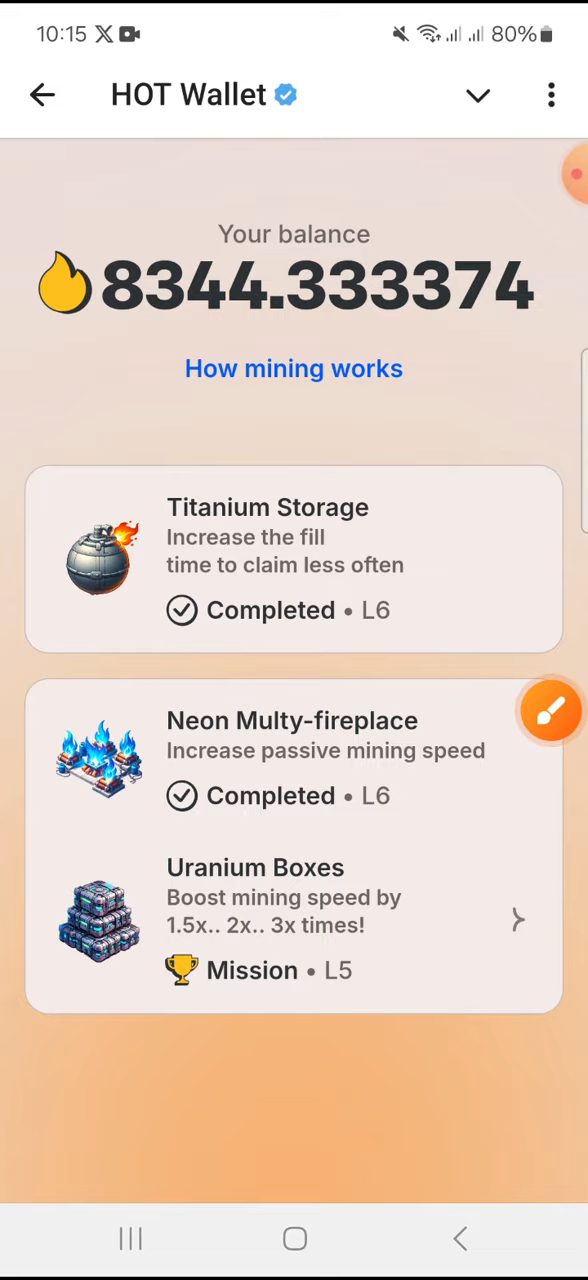 10:15 X 80%
HOT Wallet
Your balance
8344.333374
How mining works
Titanium Storage
Increase the fill
time to claim less often
Completed • L6
Neon Multy-fireplace
Increase passive mining speed
Completed • L6
Uranium Boxes
Boost mining speed by
1.5x.. 2x.. 3x times!
Mission • L5